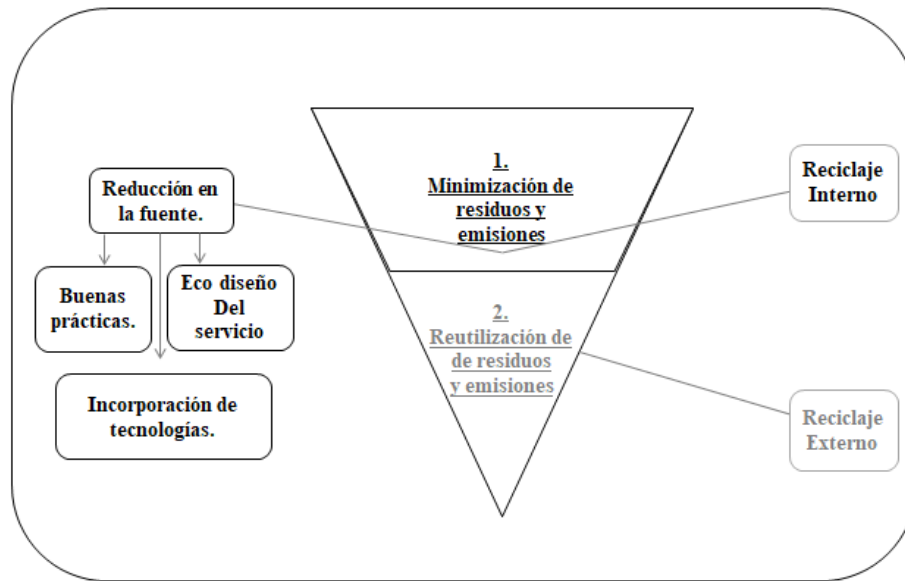 1.
Minimización de
residuos y
emisiones
Reducción en
la fuente.
Reciclaje
Interno
Buenas
prácticas.
Eco diseño
Del
servicio
2.
Reutilización de
de residuos
y emisiones
Incorporación de
tecnologías.
Reciclaje
Externo